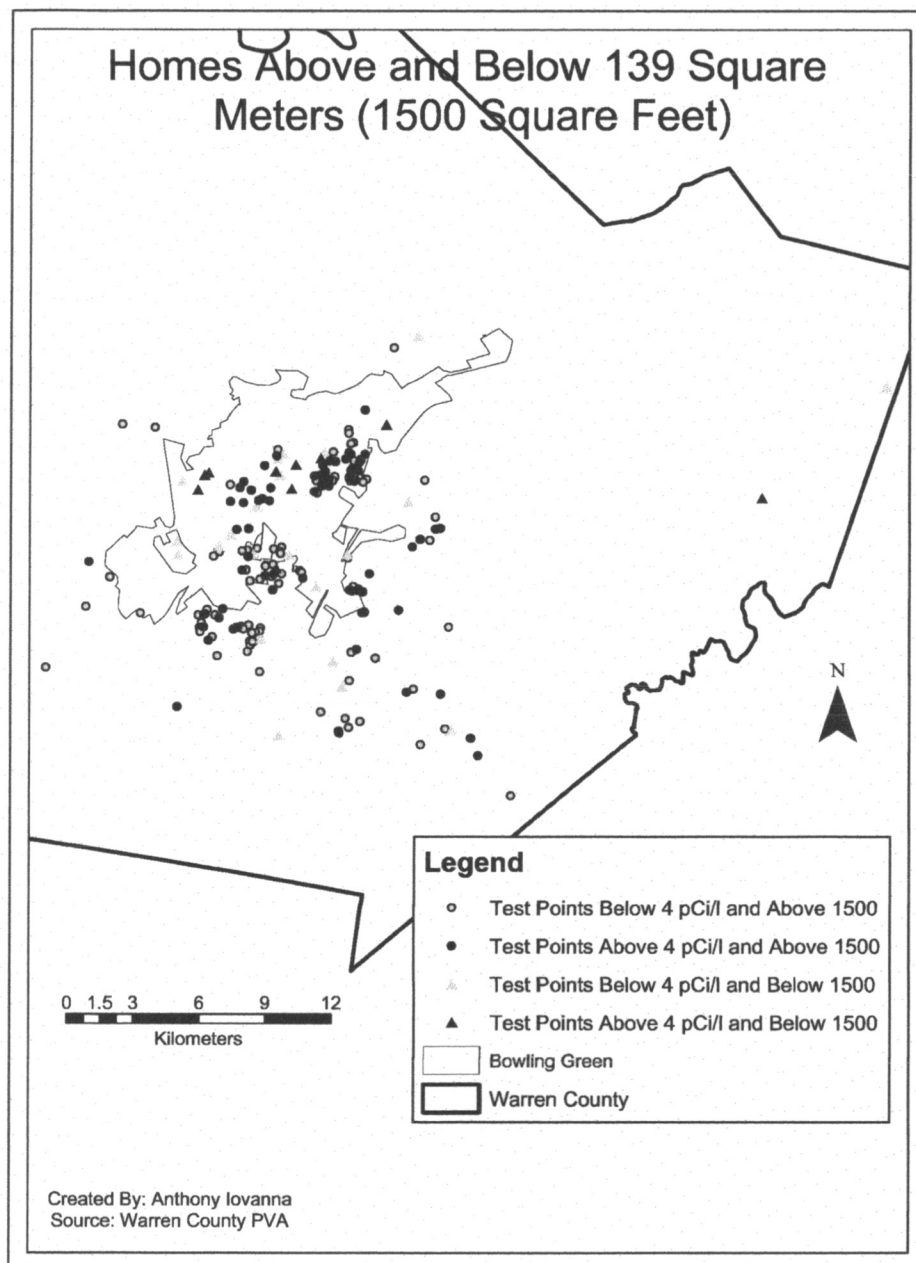 Homes Above and Below 139 Square
Meters (1500 Square Feet)
N
Legend
Test Points Below 4 pCi/l and Above 1500
Test Points Above 4 pCi/l and Above 1500
Test Points Below 4 pCi/l and Below 1500
Test Points Above 4 pCi/l and Below 1500
Bowling Green
Warren County
0 1.5 3 6 9 12
Kilometers
Created By: Anthony Iovanna
Source: Warren County PVA